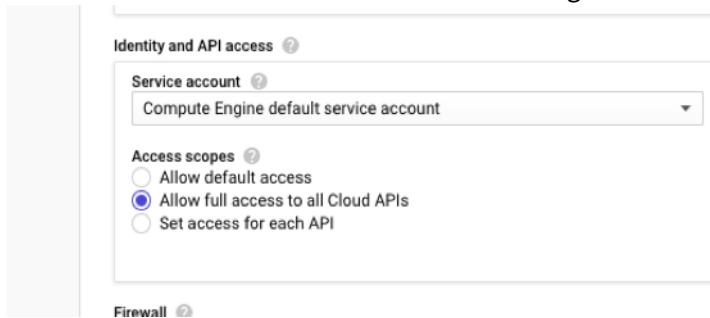 Identity and API access
Service account
Compute Engine default service account
Access scopes
Allow default access
Allow full access to all Cloud APIs
Set access for each API
Firewall